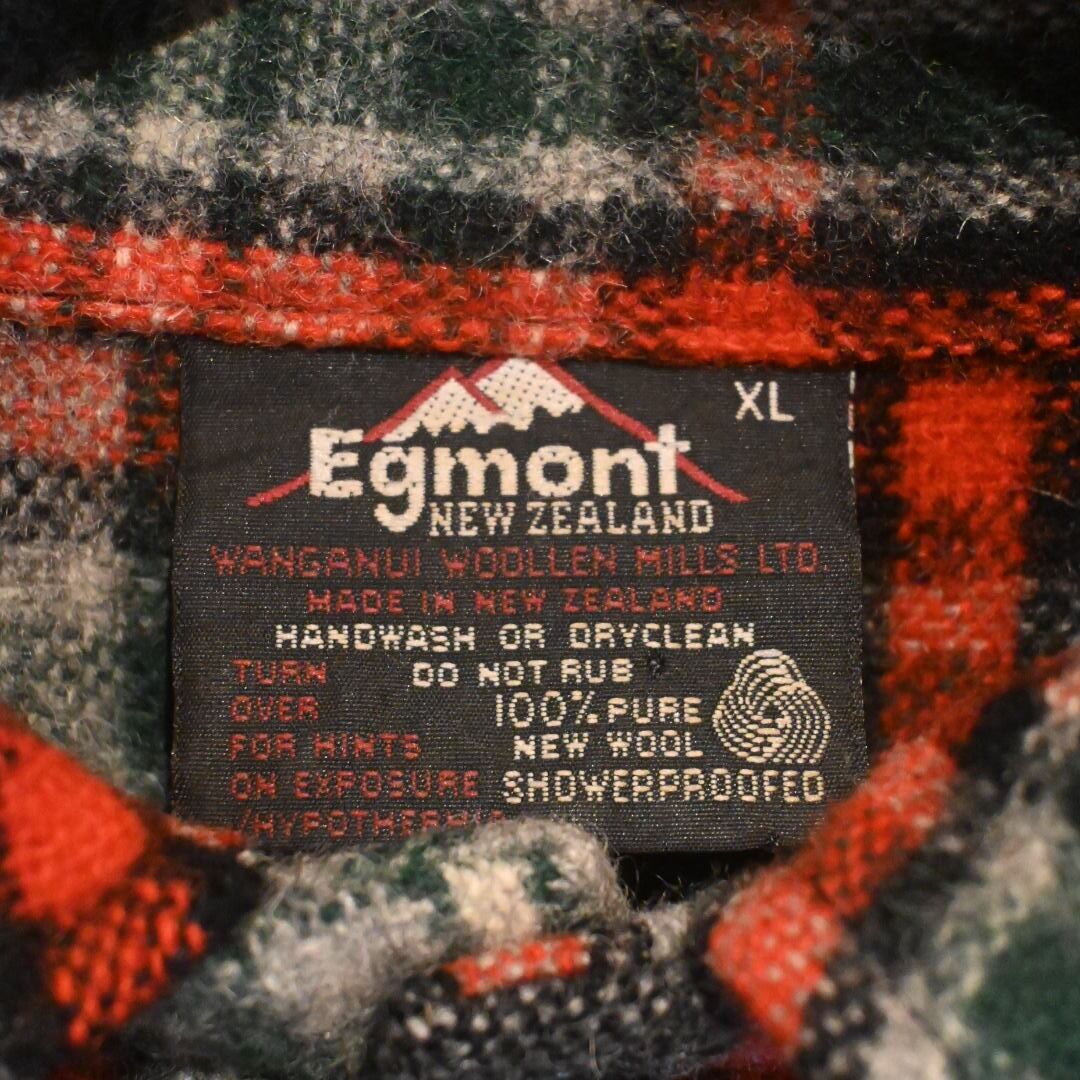 XL
Egmont
NEW ZEALAND
WANGANUI WOOLLEN MILLS LTD.
MADE IN NEW ZEALAND
HANDWASH OR DRYCLEAN
TURN DO NOT RUB
OVER 100% PURE
FOR HINTS NEW WOOL
ON EXPOSURE SHOWERPROOFED
/HYPOTHERMIA